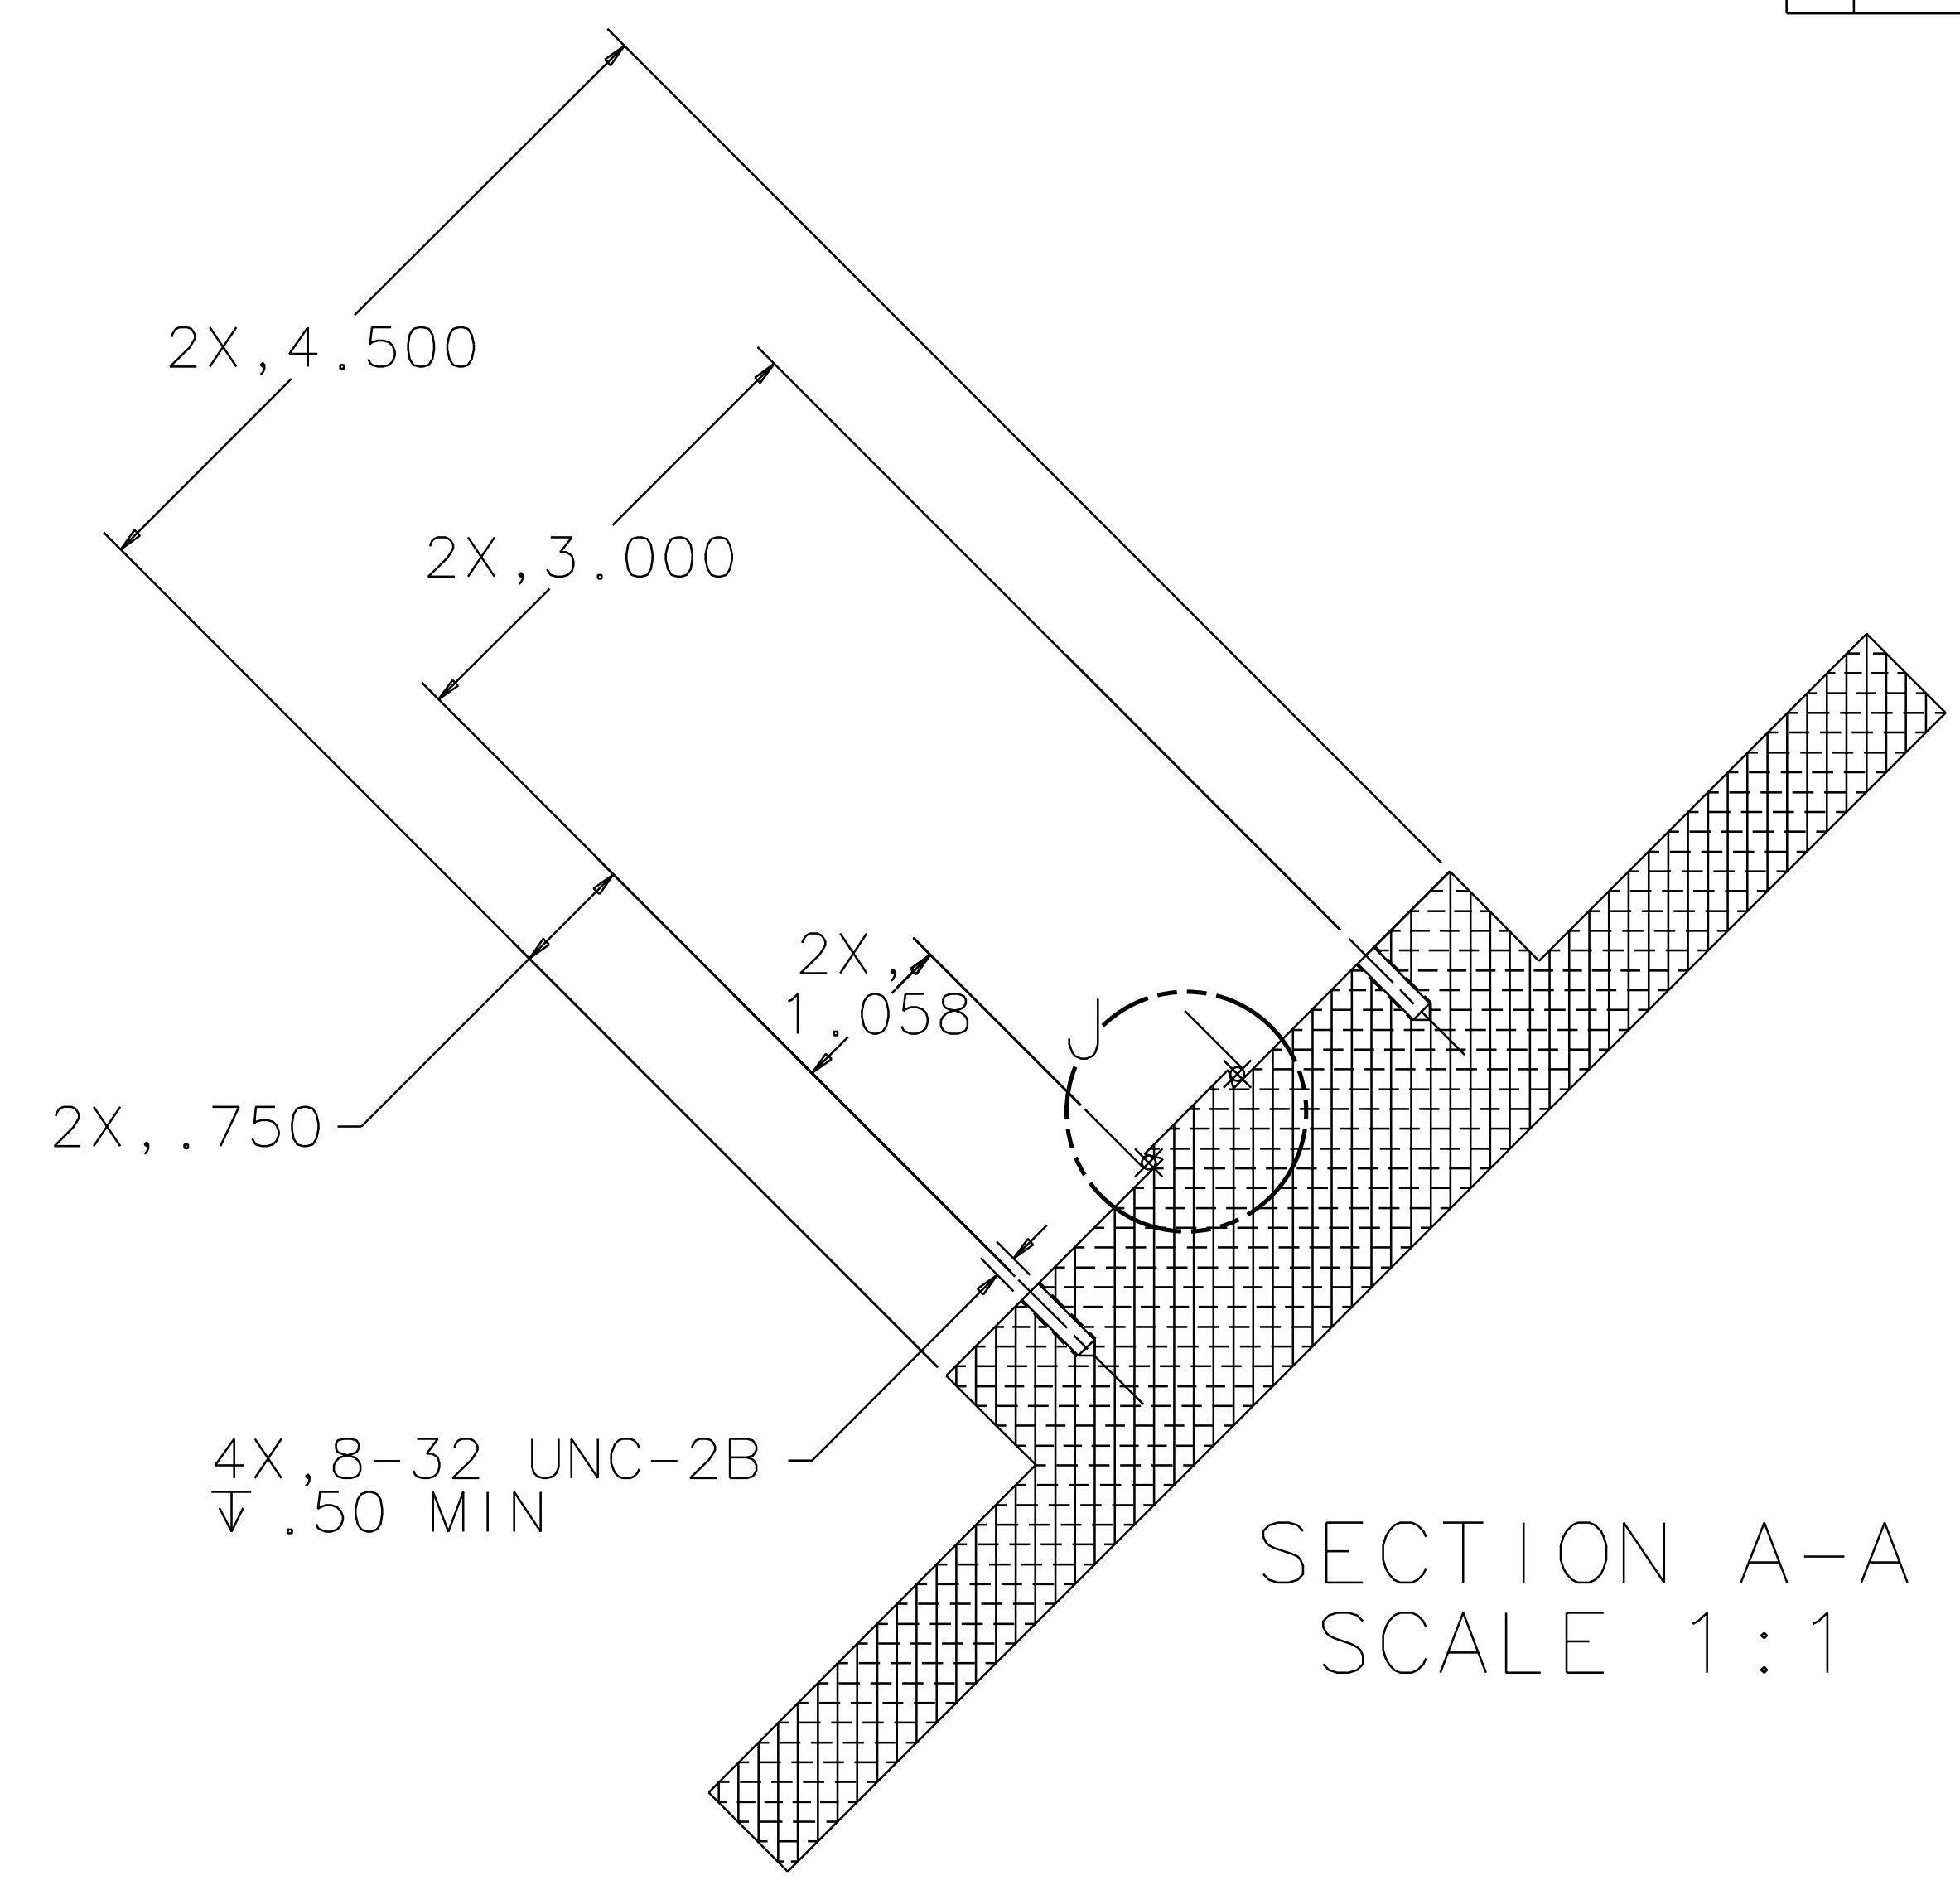 2X,4.500
2X,3.000
2X,
1.058
J
2X,.750
4X,8-32 UNC-2B
↧.50 MIN
SECTION A-A
SCALE 1:1